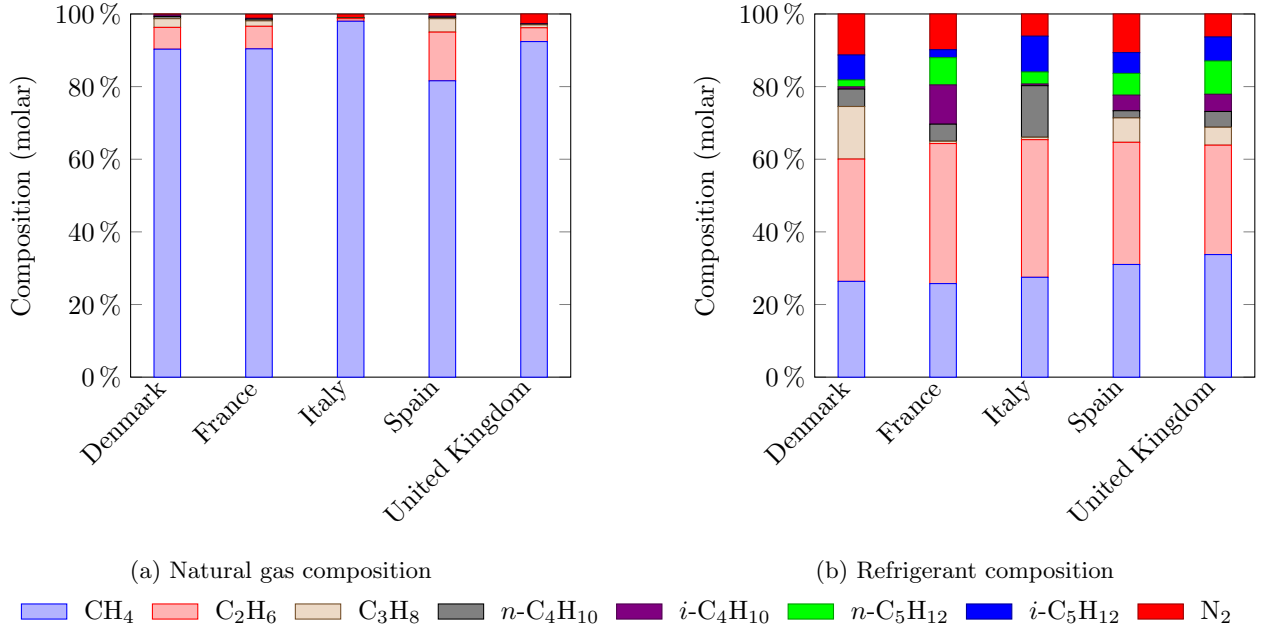 Composition (molar)
100 %
80 %
60 %
40 %
20 %
0 %
Denmark
France
Italy
Spain
United Kingdom
(a) Natural gas composition
Composition (molar)
100 %
80 %
60 %
40 %
20 %
0 %
Denmark
France
Italy
Spain
United Kingdom
(b) Refrigerant composition
CH₄ C₂H₆ C₃H₈ n-C₄H₁₀ i-C₄H₁₀ n-C₅H₁₂ i-C₅H₁₂ N₂